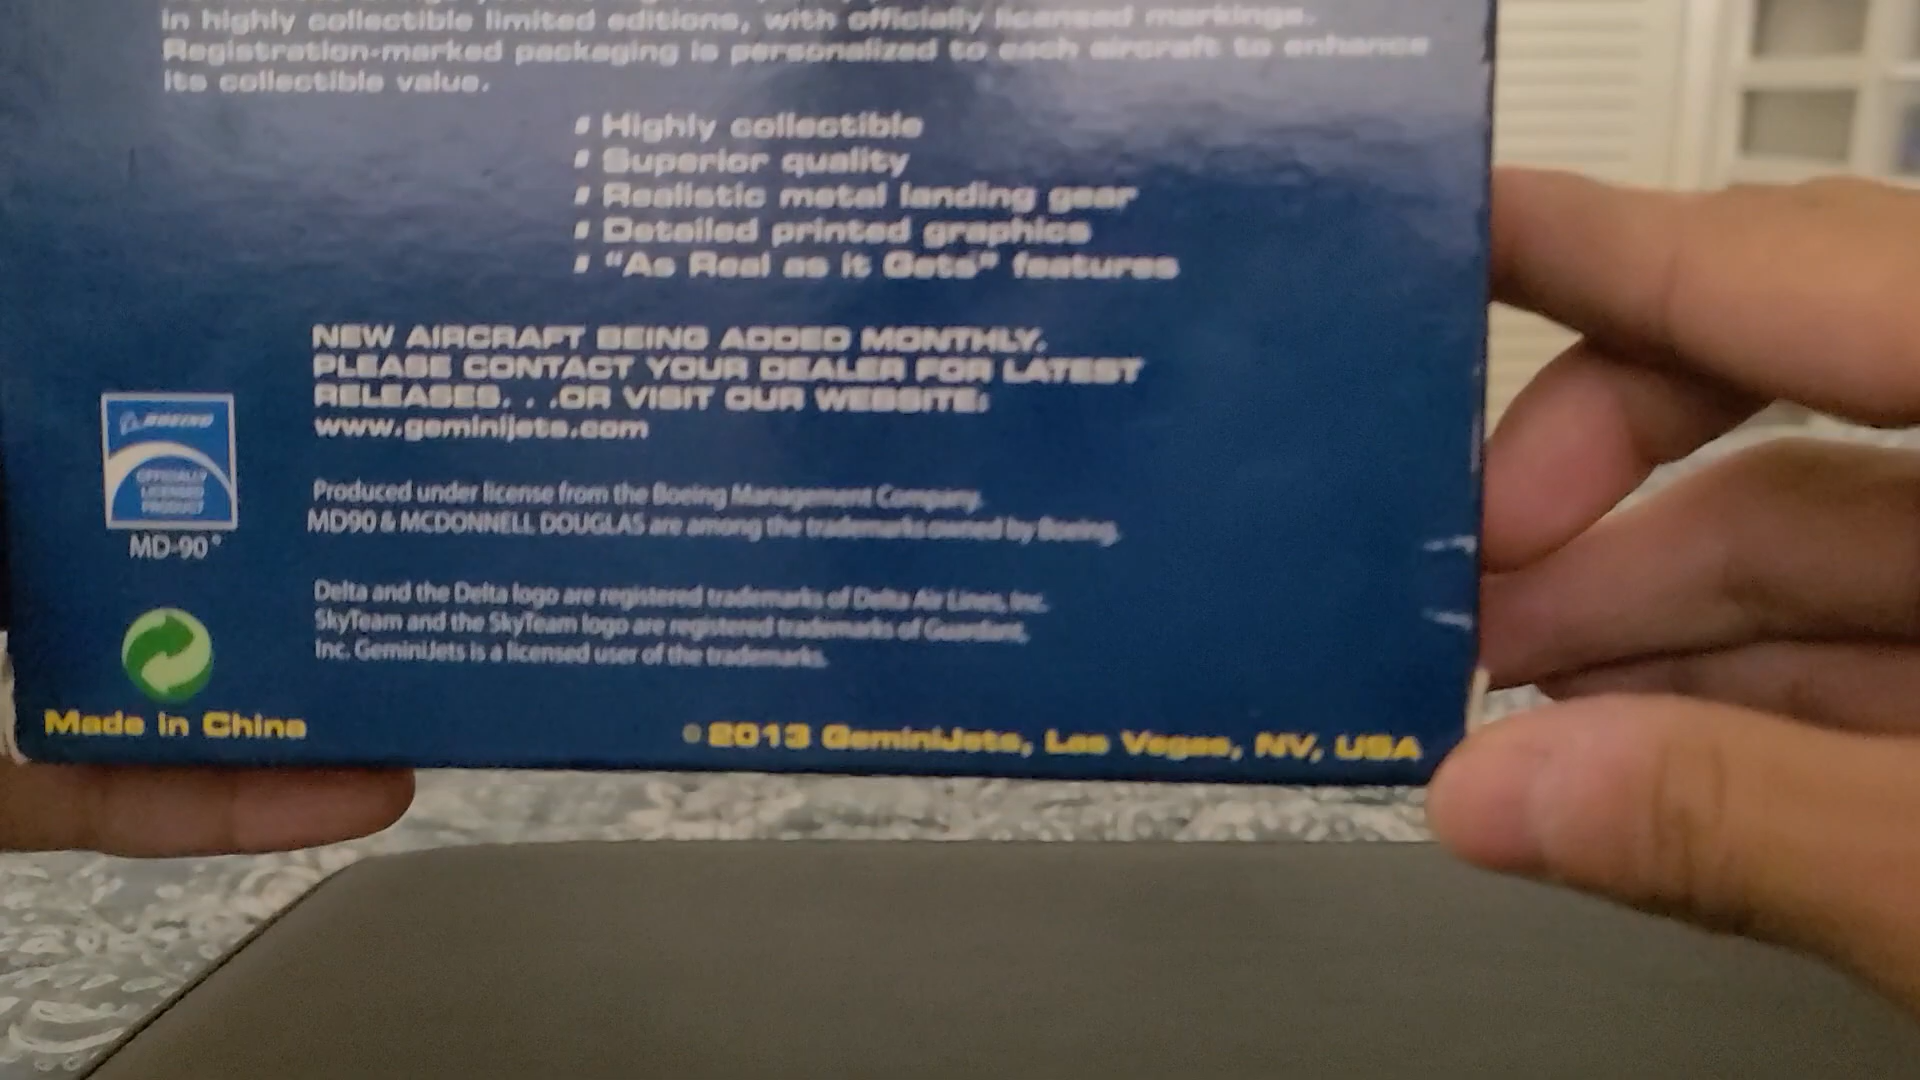 in highly collectible limited editions, with officially licensed markings.
Registration-marked packaging is personalized to each aircraft to enhance
its collectible value.
Highly collectible
Superior quality
Realistic metal landing gear
Detailed printed graphics
"As Real as it Gets" features
NEW AIRCRAFT BEING ADDED MONTHLY.
PLEASE CONTACT YOUR DEALER FOR LATEST
RELEASES. . .OR VISIT OUR WEBSITE:
www.geminijets.com
BOEING
OFFICIALLY
LICENSED
PRODUCT
MD-90®
Produced under license from the Boeing Management Company.
MD90 & MCDONNELL DOUGLAS are among the trademarks owned by Boeing.
Delta and the Delta logo are registered trademarks of Delta Air Lines, Inc.
SkyTeam and the SkyTeam logo are registered trademarks of
Inc. GeminiJets is a licensed user of the trademarks.
Made in China
©2013 GeminiJets, Las Vegas, NV, USA